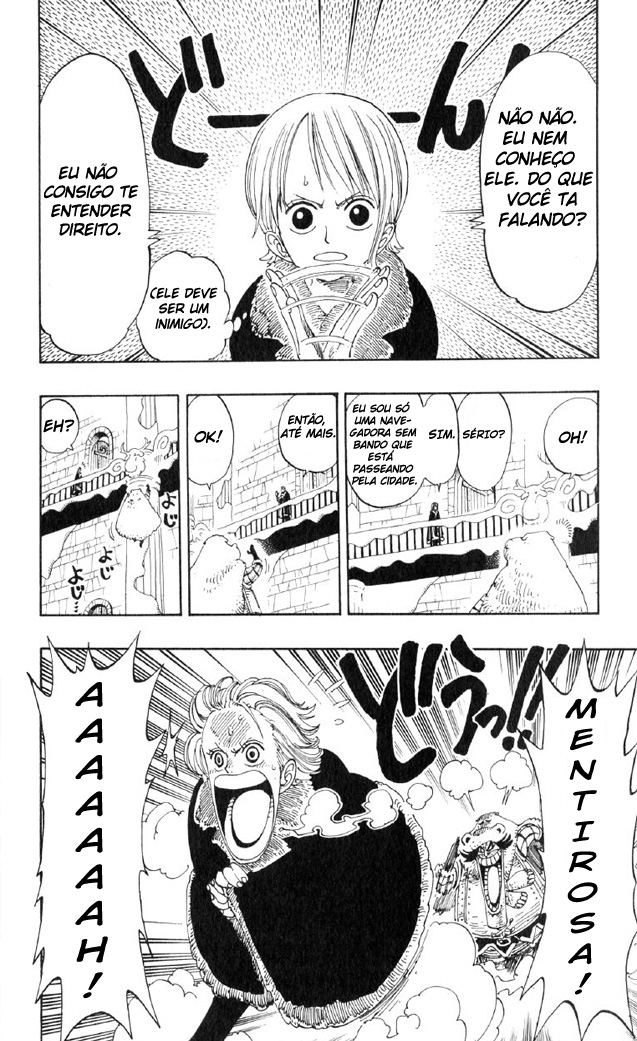 どーん
NÃO NÃO.
EU NEM
CONHEÇO
ELE. DO QUE
VOCÊ TA
FALANDO?
EU NÃO
CONSIGO TE
ENTENDER
DIREITO.
(ELE DEVE
SER UM
INIMIGO).
OH!
SÉRIO?
SIM.
EU SOU SÓ
UMA NAVE-
GADORA SEM
BANDO QUE
ESTÁ
PASSEANDO
PELA CIDADE.
ENTÃO,
ATÉ MAIS.
OK!
EH?
よじ
よじ
よじ…
MENTIROSA!
どうっ!!
AAAAAAAH!